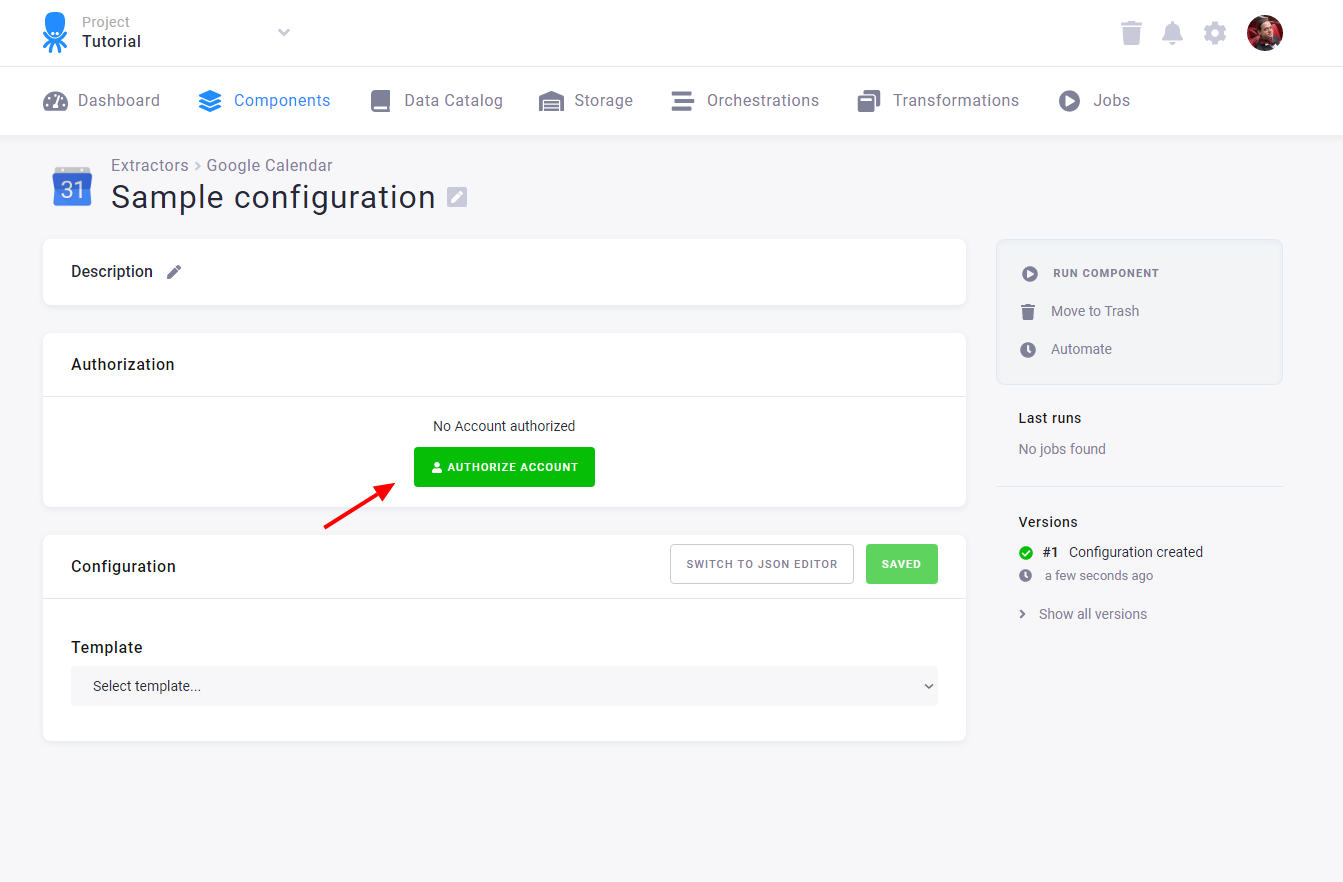 Project
Tutorial
Dashboard Components Data Catalog Storage Orchestrations Transformations Jobs
31
Extractors > Google Calendar
Sample configuration
Description
Authorization
No Account authorized
AUTHORIZE ACCOUNT
Configuration
SWITCH TO JSON EDITOR SAVED
Template
Select template...
RUN COMPONENT
Move to Trash
Automate
Last runs
No jobs found
Versions
#1 Configuration created
a few seconds ago
Show all versions